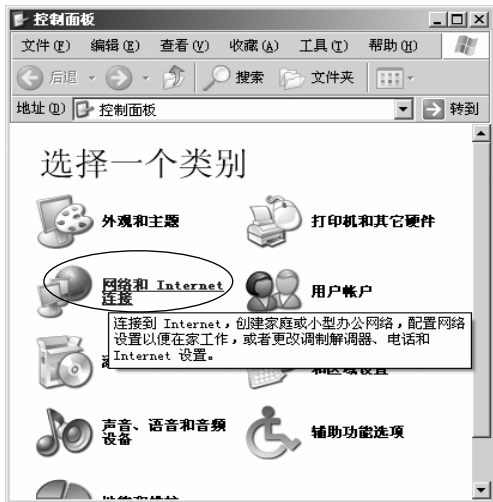 控制面板
文件(F) 编辑(E) 查看(V) 收藏(A) 工具(T) 帮助(H)
后退 搜索 文件夹
地址(D) 控制面板 转到
选择一个类别
外观和主题 打印机和其它硬件
网络和 Internet
连接
用户帐户
连接到 Internet，创建家庭或小型办公网络，配置网络
设置以便在家工作，或者更改调制解调器、电话和
Internet 设置。
和区域设置
声音、语音和音频
设备
辅助功能选项